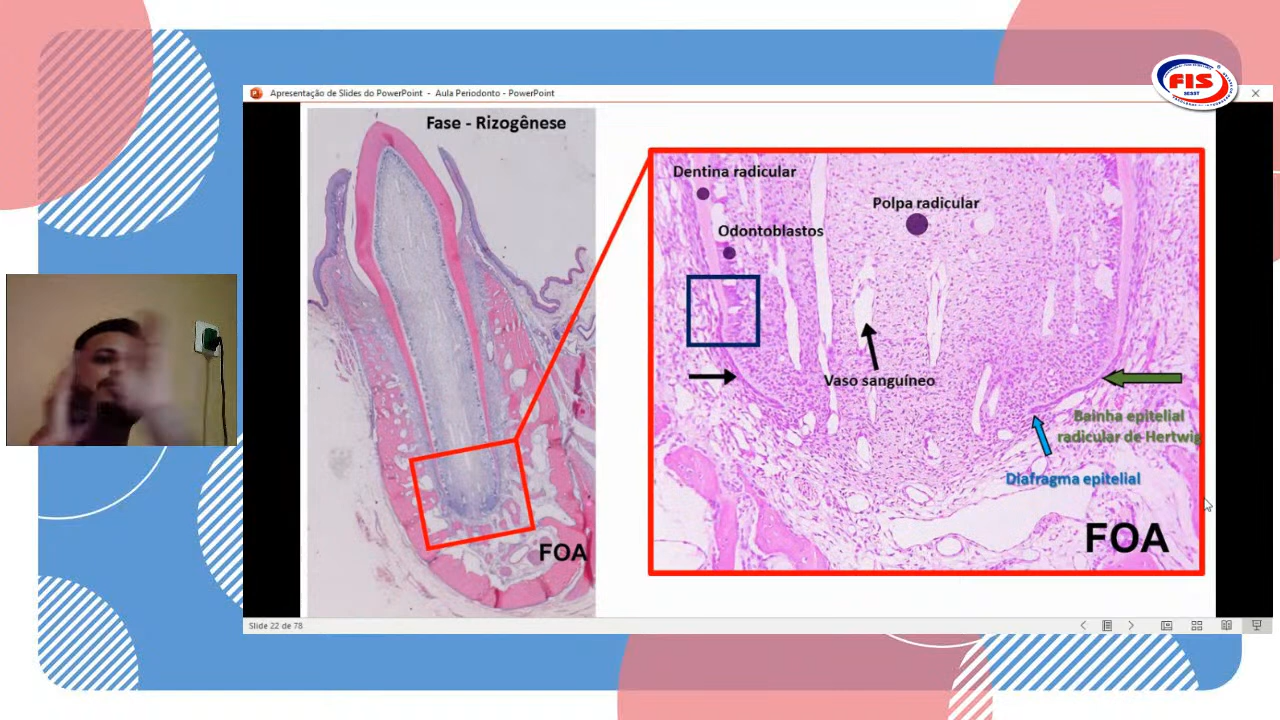 FIS
SESST
Apresentação de Slides do PowerPoint - Aula Periodonto - PowerPoint
Fase - Rizogênese
FOA
Dentina radicular
Polpa radicular
Odontoblastos
Vaso sanguíneo
Bainha epitelial
radicular de Hertwig
Diafragma epitelial
FOA
Slide 22 de 78